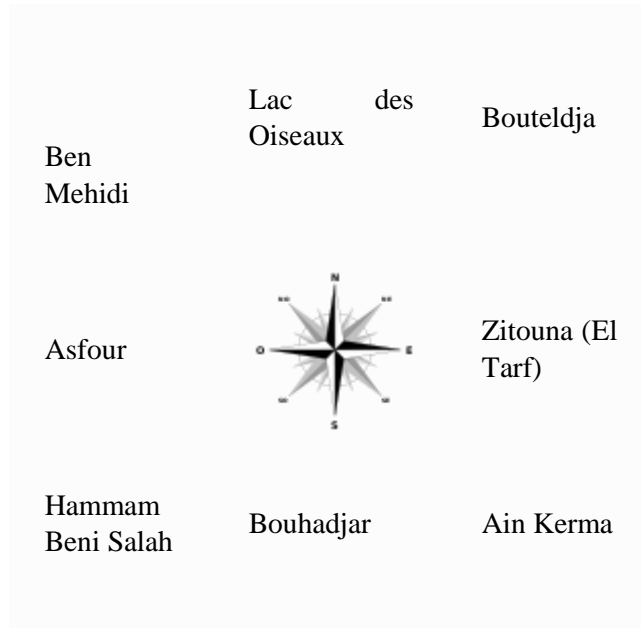 Lac des
Oiseaux
Bouteldja
Ben
Mehidi
N
O
E
S
Asfour
Zitouna (El
Tarf)
Hammam
Beni Salah
Bouhadjar
Ain Kerma